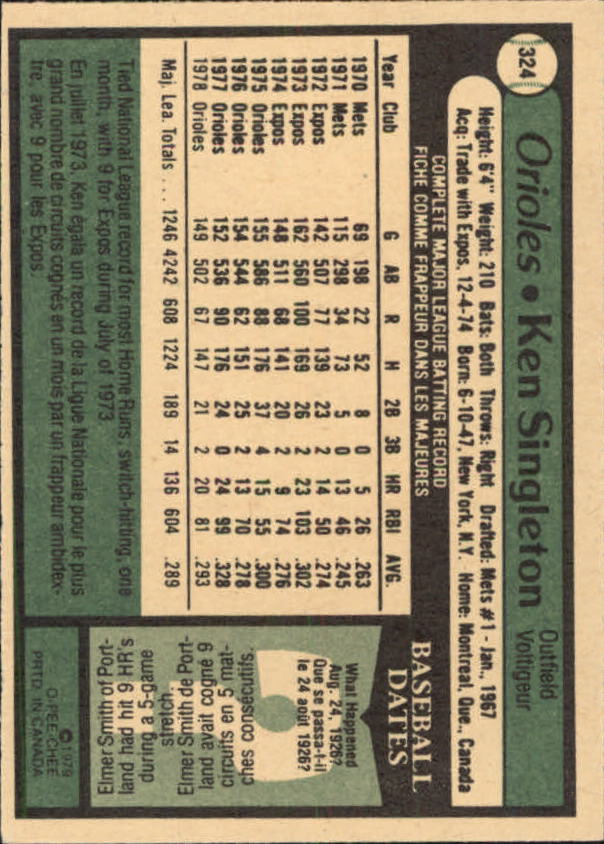 324
Orioles • Ken Singleton
Outfield
Voltigeur
Height: 6'4" Weight: 210 Bats: Both Throws: Right Drafted: Mets #1 - Jan., 1967
Acq: Trade with Expos, 12-4-74 Born: 6-10-47, New York, N.Y. Home: Montreal, Que., Canada
COMPLETE MAJOR LEAGUE BATTING RECORD
FICHE COMME FRAPPEUR DANS LES MAJEURES
Year Club G AB R H 2B 3B HR RBI AVG.
1970 Mets 69 198 22 52 8 0 5 26 .263
1971 Mets 115 298 34 73 5 0 13 46 .245
1972 Expos 142 507 77 139 23 2 14 50 .274
1973 Expos 162 560 100 169 26 2 23 103 .302
1974 Expos 148 511 68 141 20 2 9 74 .276
1975 Orioles 155 586 88 176 37 4 15 55 .300
1976 Orioles 154 544 62 151 25 2 13 70 .278
1977 Orioles 152 536 90 176 24 0 24 99 .328
1978 Orioles 149 502 67 147 21 2 20 81 .293
Maj. Lea. Totals . . . 1246 4242 608 1224 189 14 136 604 .289
Tied National League record for most Home Runs, switch-hitting, one
month, with 9 for Expos during July of 1973
En juillet 1973, Ken égala un record de la Ligue Nationale pour le plus
grand nombre de circuits cognés en un mois par un frappeur ambidex-
tre, avec 9 pour les Expos.
BASEBALL
DATES
What Happened
Aug. 24, 1926?
Que se passa-t-il
le 24 août 1926?
Elmer Smith of Port-
land had hit 9 HR's
during a 5-game
stretch.
Elmer Smith de Port-
land avait cogné 9
circuits en 5 mat-
ches consecutifs.
©1979
O-PEE-CHEE
PRTD. IN CANADA